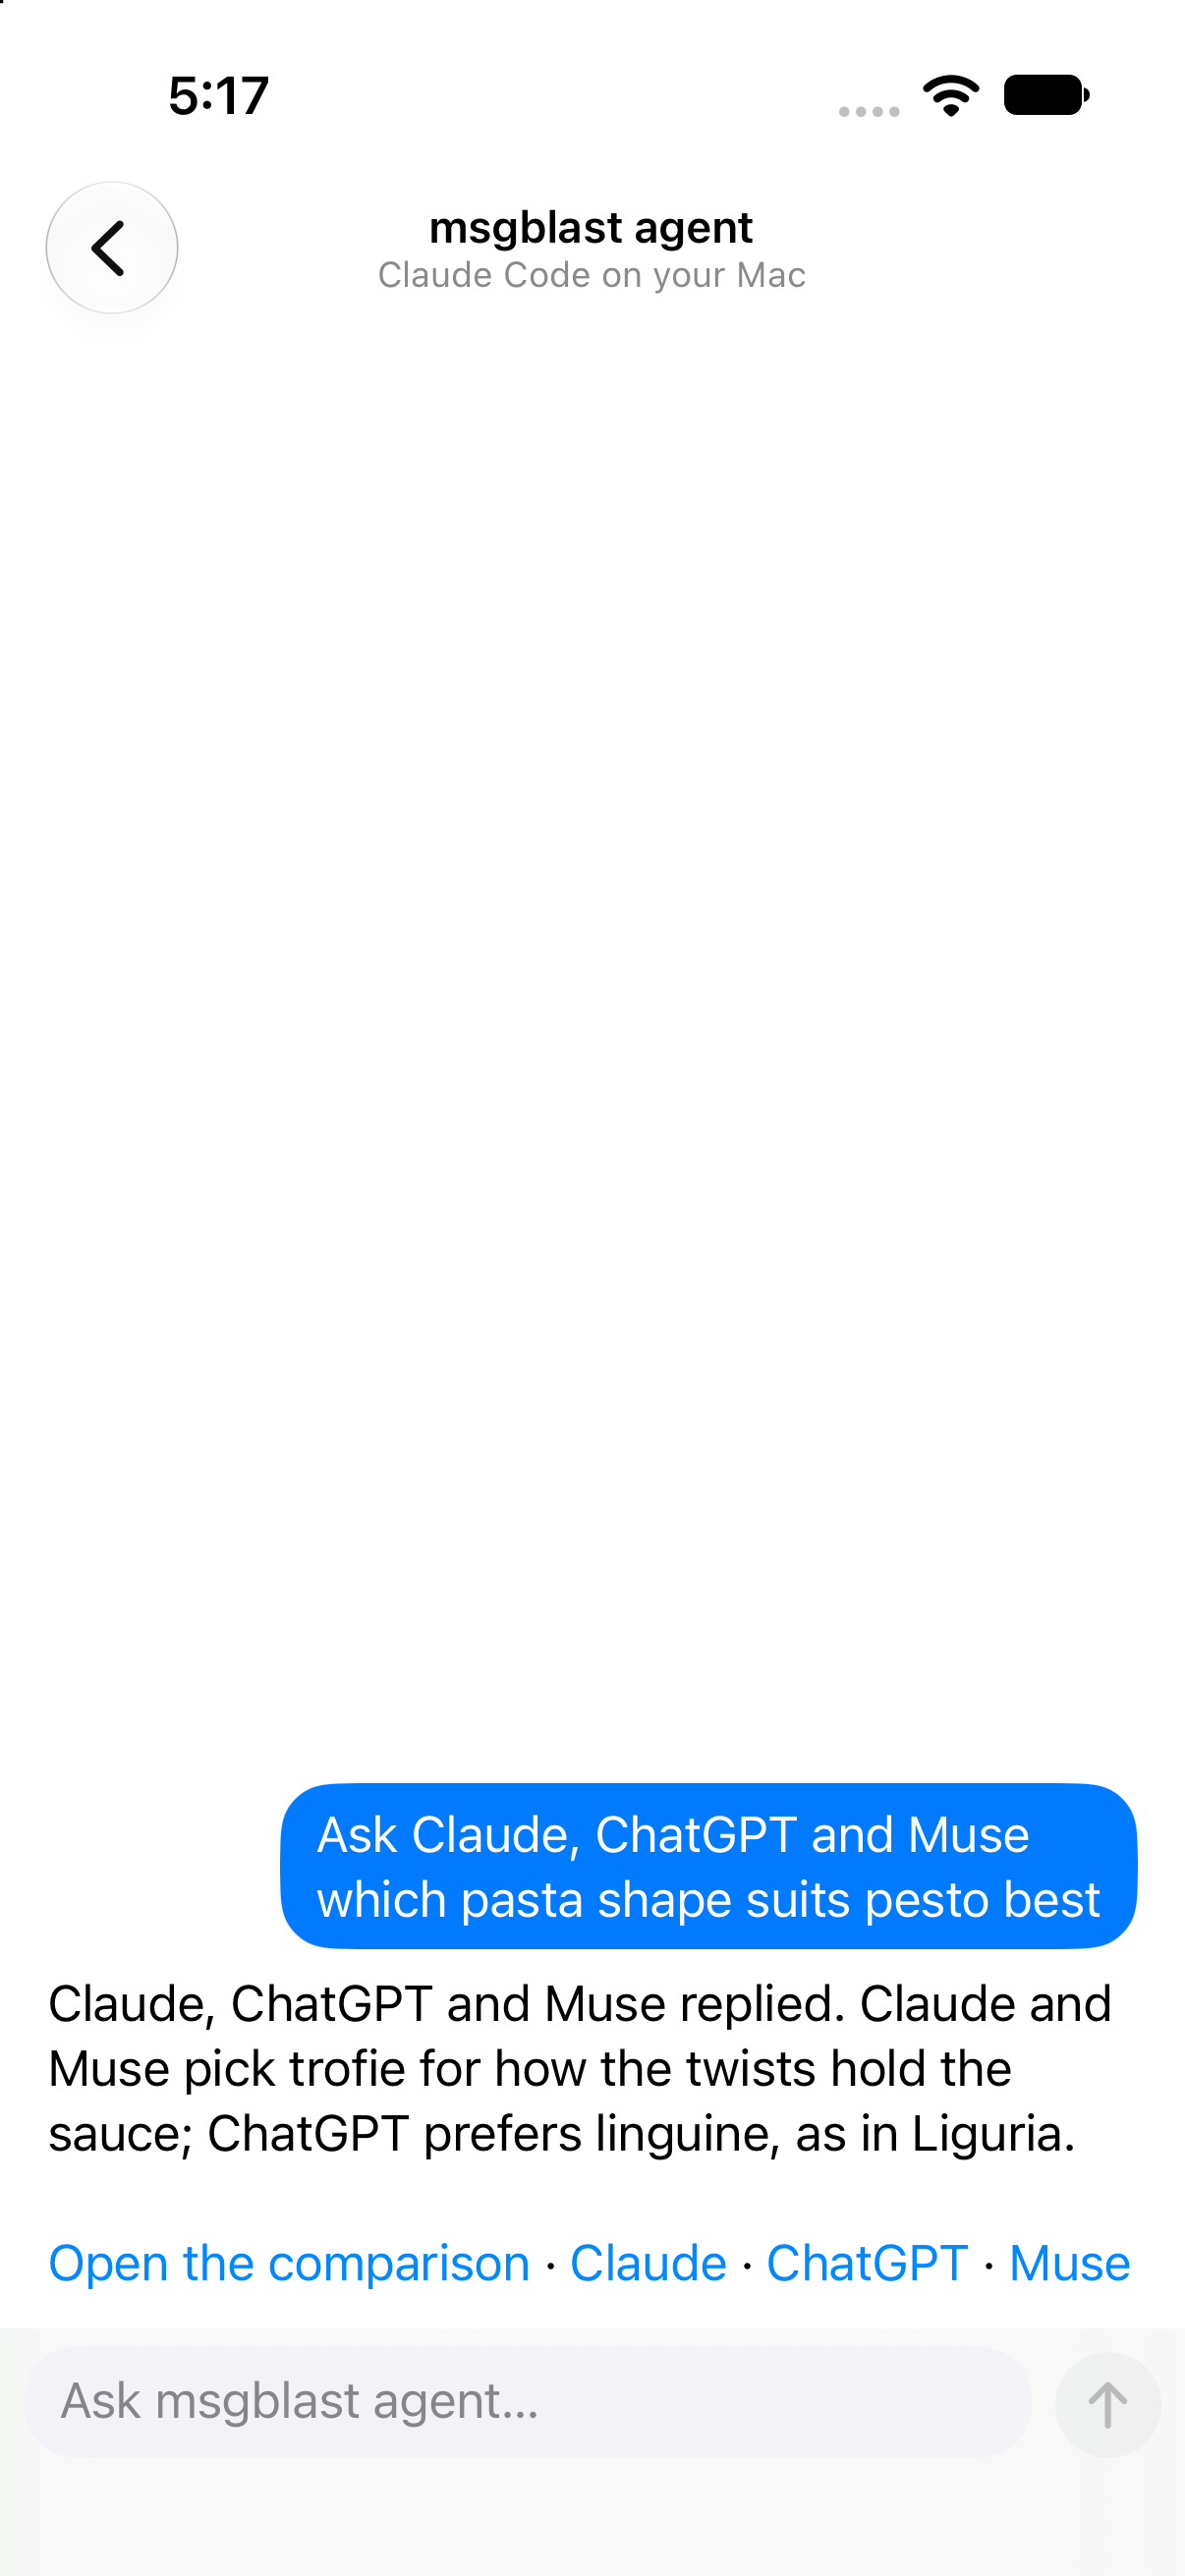 5:17
msgblast agent
Claude Code on your Mac
Ask Claude, ChatGPT and Muse
which pasta shape suits pesto best
Claude, ChatGPT and Muse replied. Claude and
Muse pick trofie for how the twists hold the
sauce; ChatGPT prefers linguine, as in Liguria.
Open the comparison · Claude · ChatGPT · Muse
Ask msgblast agent...